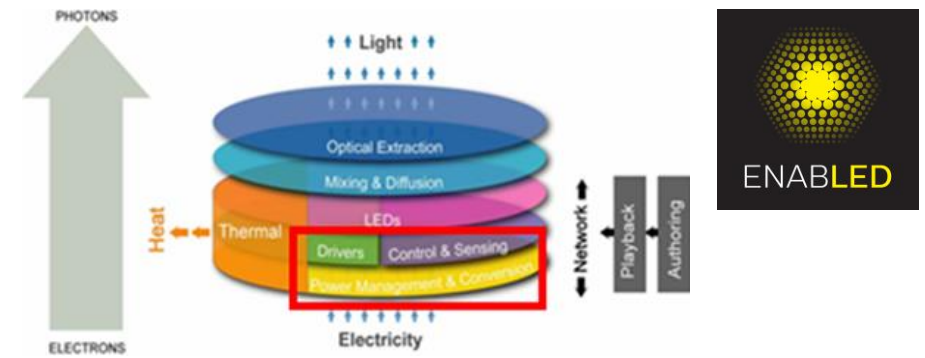 PHOTONS
Light
Optical Extraction
Mixing & Diffusion
LEDs
Heat
Thermal
Drivers
Control & Sensing
Power Management & Conversion
Electricity
ELECTRONS
Network
Playback
Authoring
ENABLED